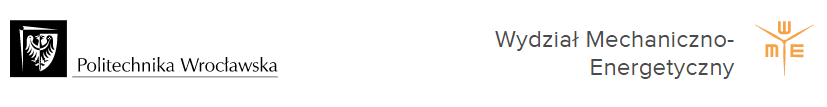 Politechnika Wrocławska
Wydział Mechaniczno-
Energetyczny
W
M E